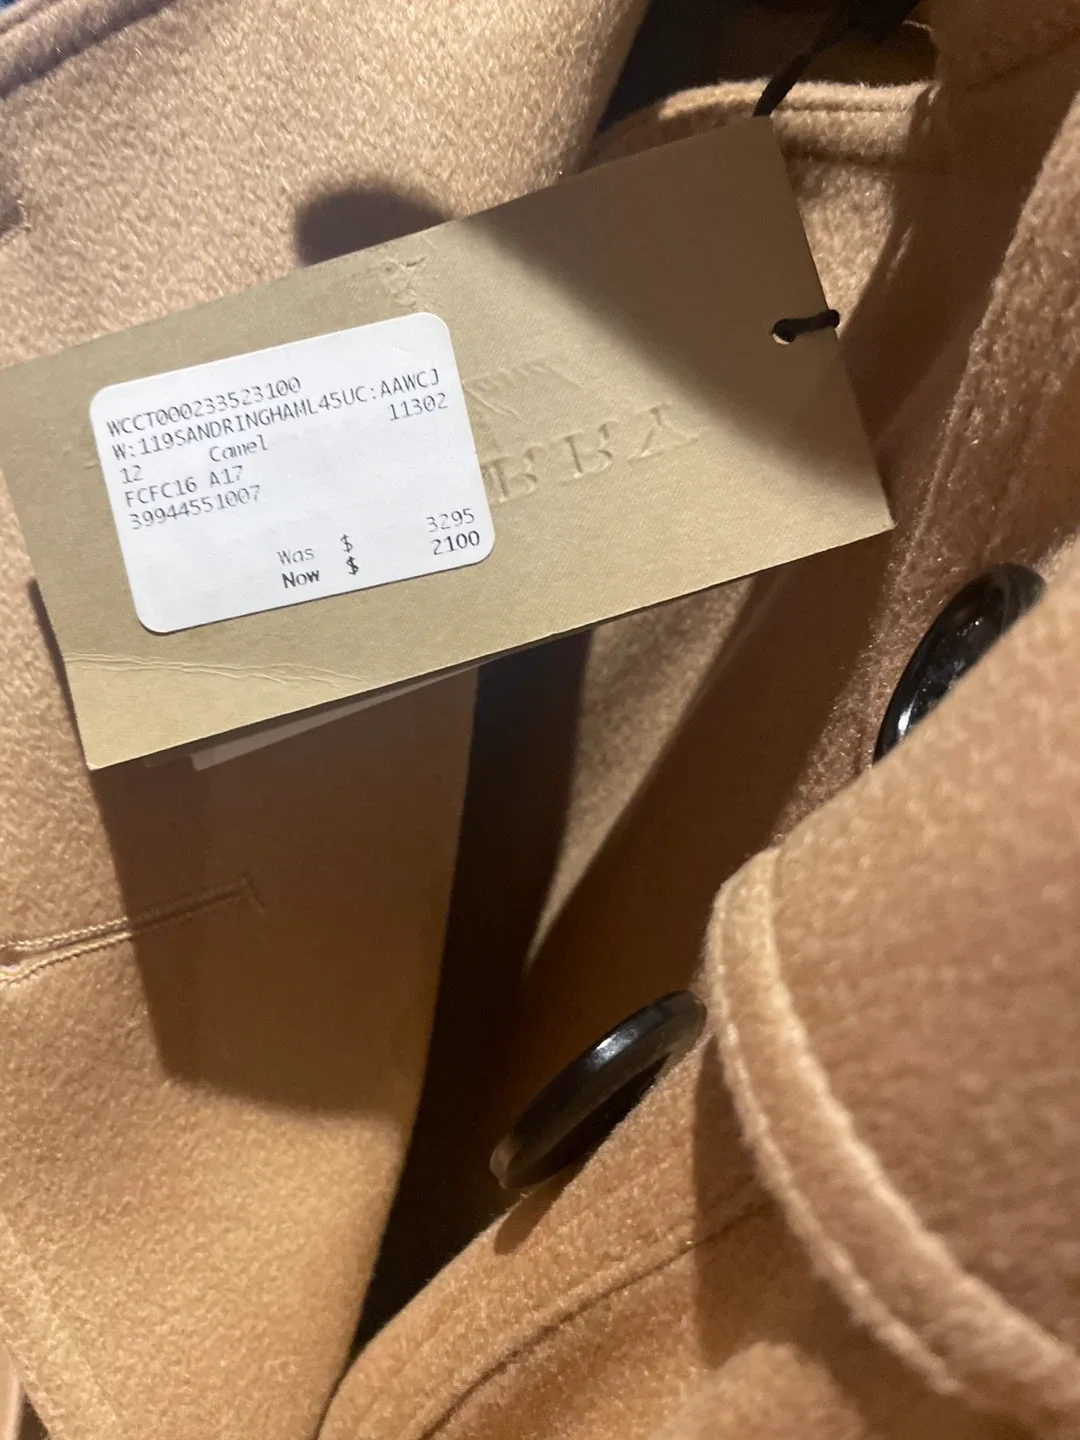 WCCT000233523100
W:119SANDRINGHAML45UC:AAWCJ
11302
12 Camel
FCFC16 A17
39944551007
Was $ 3295
Now $ 2100